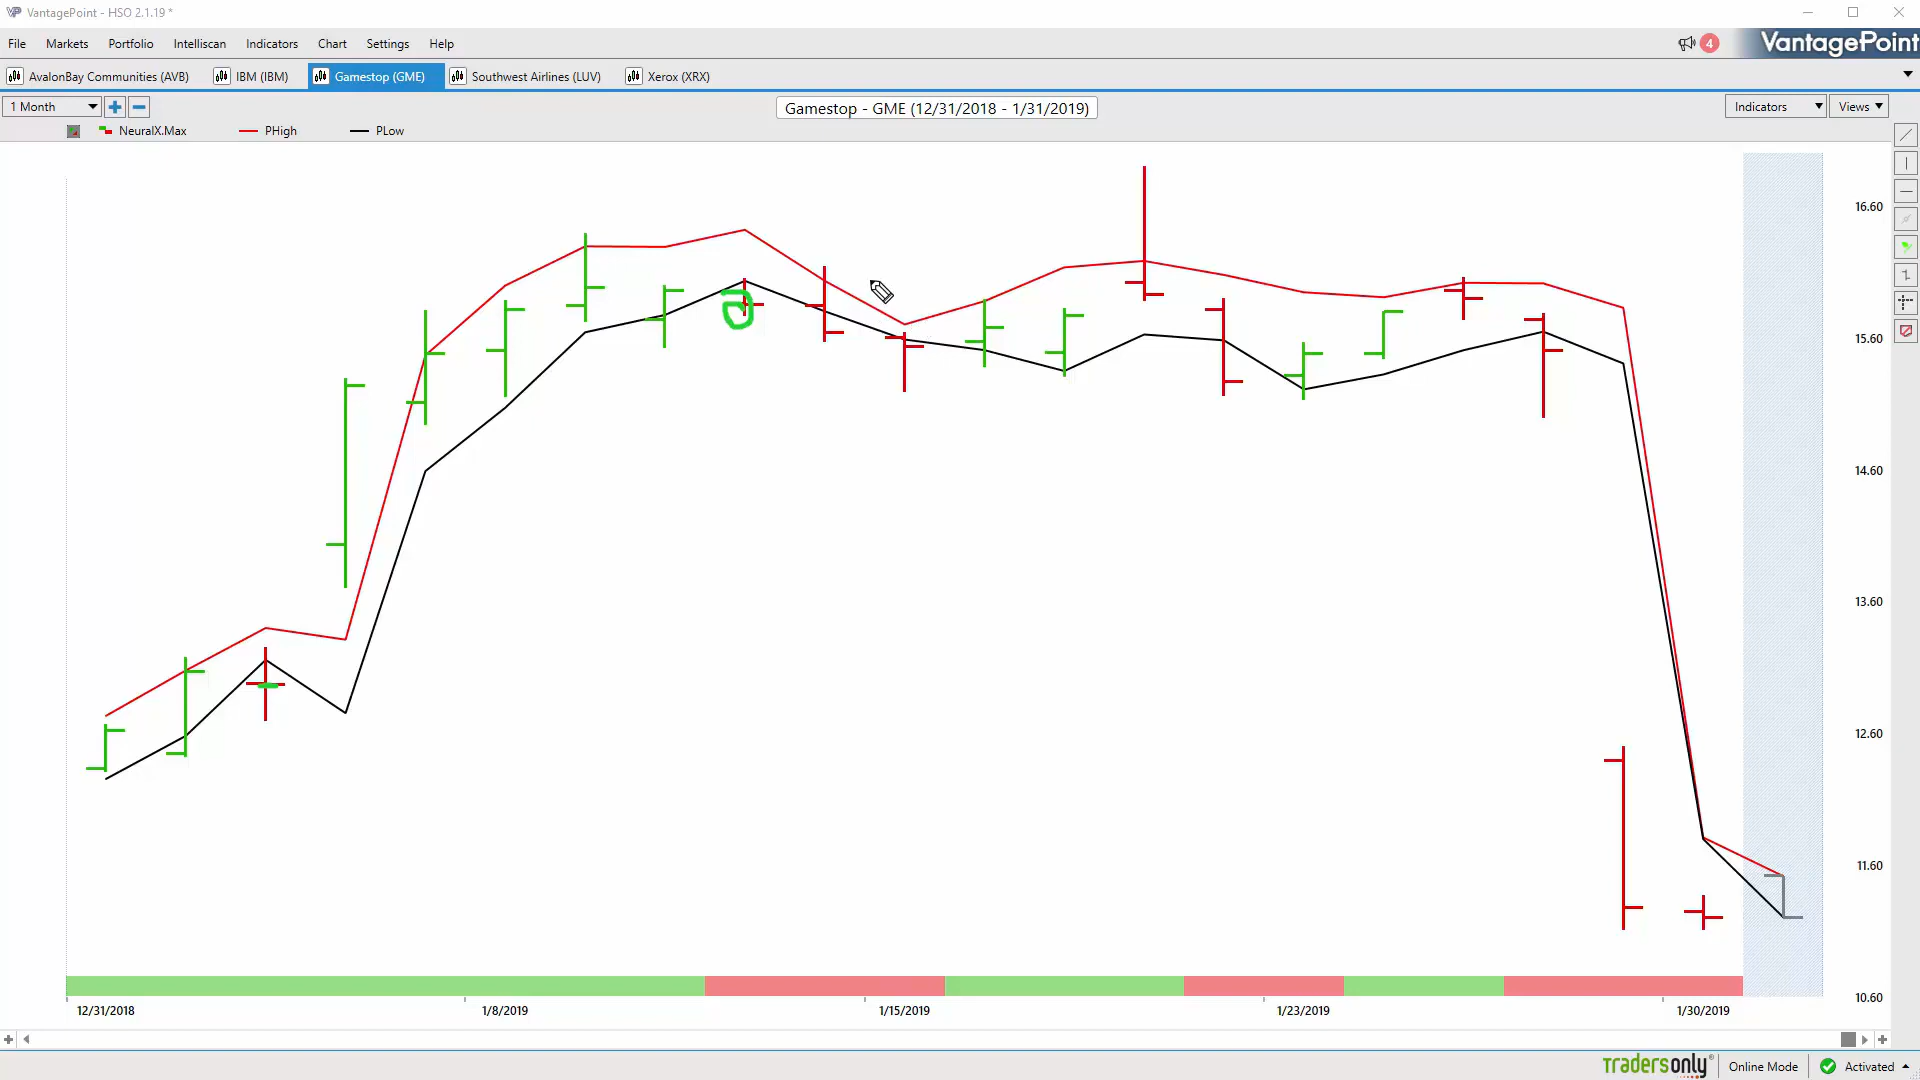 VantagePoint - HSO 2.1.19 *
File Markets Portfolio Intelliscan Indicators Chart Settings Help
4
VantagePoint
AvalonBay Communities (AVB) IBM (IBM) Gamestop (GME) Southwest Airlines (LUV) Xerox (XRX)
1 Month
Gamestop - GME (12/31/2018 - 1/31/2019)
Indicators Views
NeuralX.Max PHigh PLow
16.60
15.60
14.60
13.60
12.60
11.60
10.60
12/31/2018 1/8/2019 1/15/2019 1/23/2019 1/30/2019
tradersonly Online Mode Activated